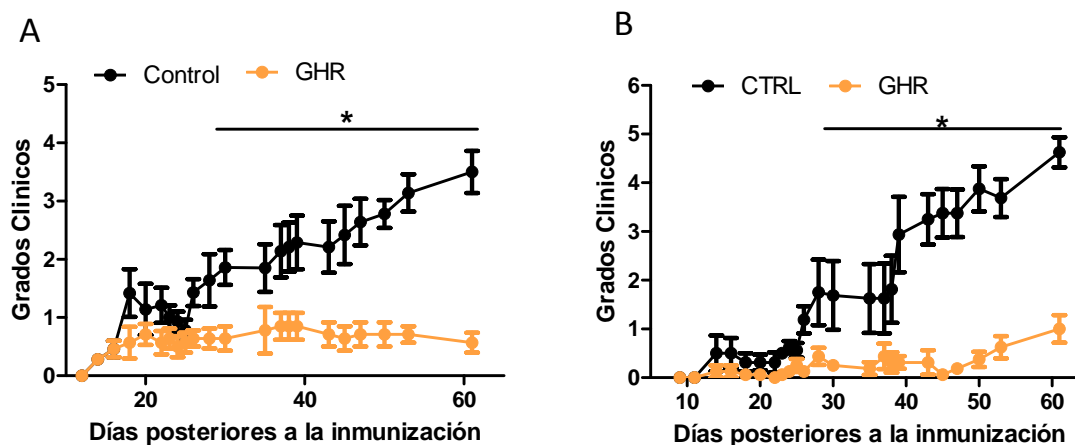 A
Control GHR
5
4
3
2
1
0
Grados Clinicos
*
20 40 60
Días posteriores a la inmunización
B
CTRL GHR
6
5
4
3
2
1
0
Grados Clinicos
*
10 20 30 40 50 60
Días posteriores a la inmunización